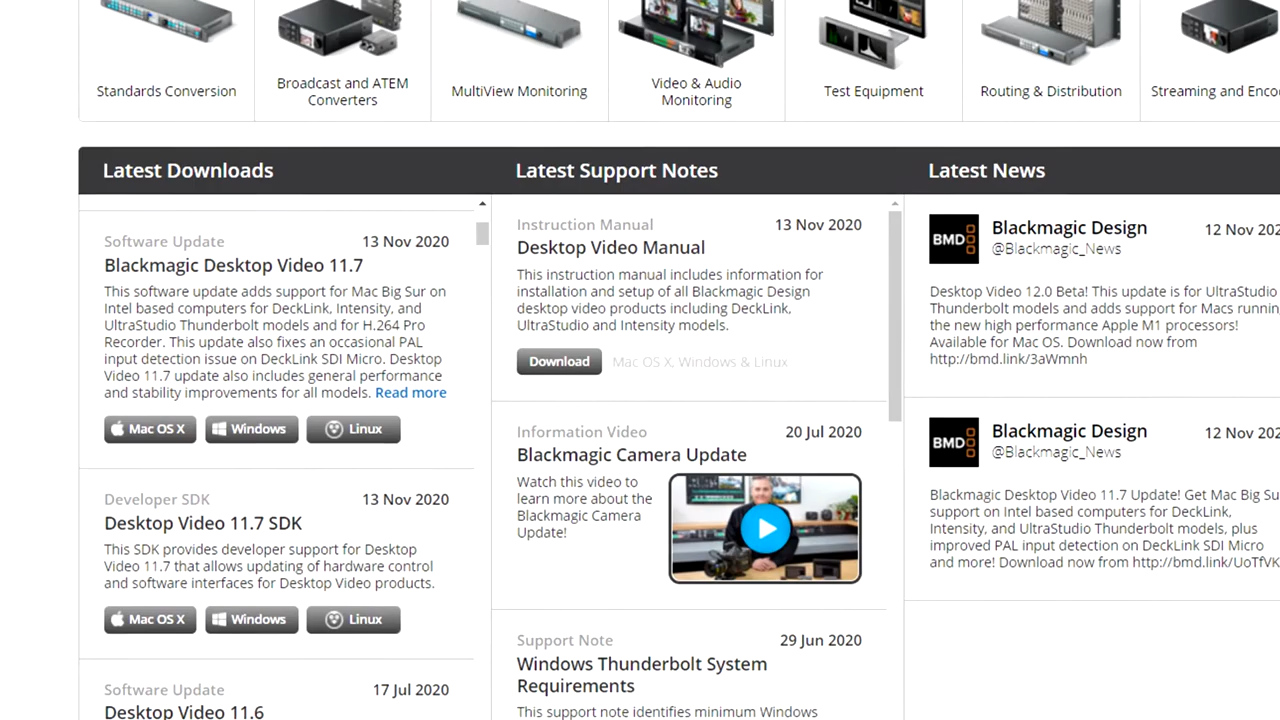 Standards Conversion
Broadcast and ATEM
Converters
MultiView Monitoring
Video & Audio
Monitoring
Test Equipment
Routing & Distribution
Streaming and Enco
Latest Downloads
Software Update 13 Nov 2020
Blackmagic Desktop Video 11.7
This software update adds support for Mac Big Sur on
Intel based computers for DeckLink, Intensity, and
UltraStudio Thunderbolt models and for H.264 Pro
Recorder. This update also fixes an occasional PAL
input detection issue on DeckLink SDI Micro. Desktop
Video 11.7 update also includes general performance
and stability improvements for all models. Read more
Mac OS X Windows Linux
Developer SDK 13 Nov 2020
Desktop Video 11.7 SDK
This SDK provides developer support for Desktop
Video 11.7 that allows updating of hardware control
and software interfaces for Desktop Video products.
Mac OS X Windows Linux
Software Update 17 Jul 2020
Desktop Video 11.6
Latest Support Notes
Instruction Manual 13 Nov 2020
Desktop Video Manual
This instruction manual includes information for
installation and setup of all Blackmagic Design
desktop video products including DeckLink,
UltraStudio and Intensity models.
Download Mac OS X, Windows & Linux
Information Video 20 Jul 2020
Blackmagic Camera Update
Watch this video to
learn more about the
Blackmagic Camera
Update!
Support Note 29 Jun 2020
Windows Thunderbolt System
Requirements
This support note identifies minimum Windows
Latest News
BMD
Blackmagic Design 12 Nov 202
@Blackmagic_News
Desktop Video 12.0 Beta! This update is for UltraStudio
Thunderbolt models and adds support for Macs runnin
the new high performance Apple M1 processors!
Available for Mac OS. Download now from
http://bmd.link/3aWmnh
BMD
Blackmagic Design 12 Nov 202
@Blackmagic_News
Blackmagic Desktop Video 11.7 Update! Get Mac Big Su
support on Intel based computers for DeckLink,
Intensity, and UltraStudio Thunderbolt models, plus
improved PAL input detection on DeckLink SDI Micro
and more! Download now from http://bmd.link/UoTfVK